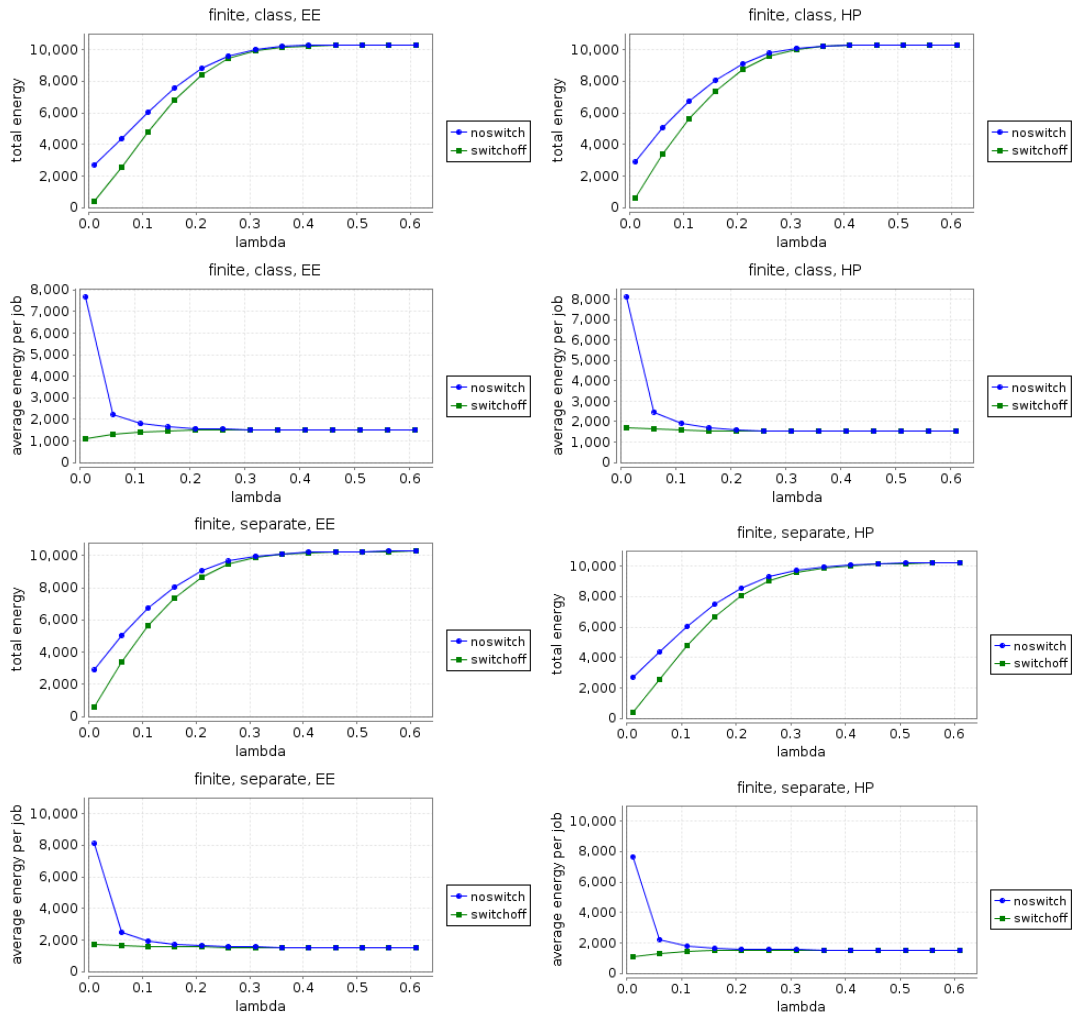 finite, class, EE
total energy
10,000
8,000
6,000
4,000
2,000
0
0.0 0.1 0.2 0.3 0.4 0.5 0.6
lambda
noswitch
switchoff
finite, class, HP
total energy
10,000
8,000
6,000
4,000
2,000
0
0.0 0.1 0.2 0.3 0.4 0.5 0.6
lambda
noswitch
switchoff
finite, class, EE
average energy per job
8,000
7,000
6,000
5,000
4,000
3,000
2,000
1,000
0
0.0 0.1 0.2 0.3 0.4 0.5 0.6
lambda
noswitch
switchoff
finite, class, HP
average energy per job
8,000
7,000
6,000
5,000
4,000
3,000
2,000
1,000
0
0.0 0.1 0.2 0.3 0.4 0.5 0.6
lambda
noswitch
switchoff
finite, separate, EE
total energy
10,000
8,000
6,000
4,000
2,000
0
0.0 0.1 0.2 0.3 0.4 0.5 0.6
lambda
noswitch
switchoff
finite, separate, HP
total energy
10,000
8,000
6,000
4,000
2,000
0
0.0 0.1 0.2 0.3 0.4 0.5 0.6
lambda
noswitch
switchoff
finite, separate, EE
average energy per job
10,000
8,000
6,000
4,000
2,000
0
0.0 0.1 0.2 0.3 0.4 0.5 0.6
lambda
noswitch
switchoff
finite, separate, HP
average energy per job
10,000
8,000
6,000
4,000
2,000
0
0.0 0.1 0.2 0.3 0.4 0.5 0.6
lambda
noswitch
switchoff